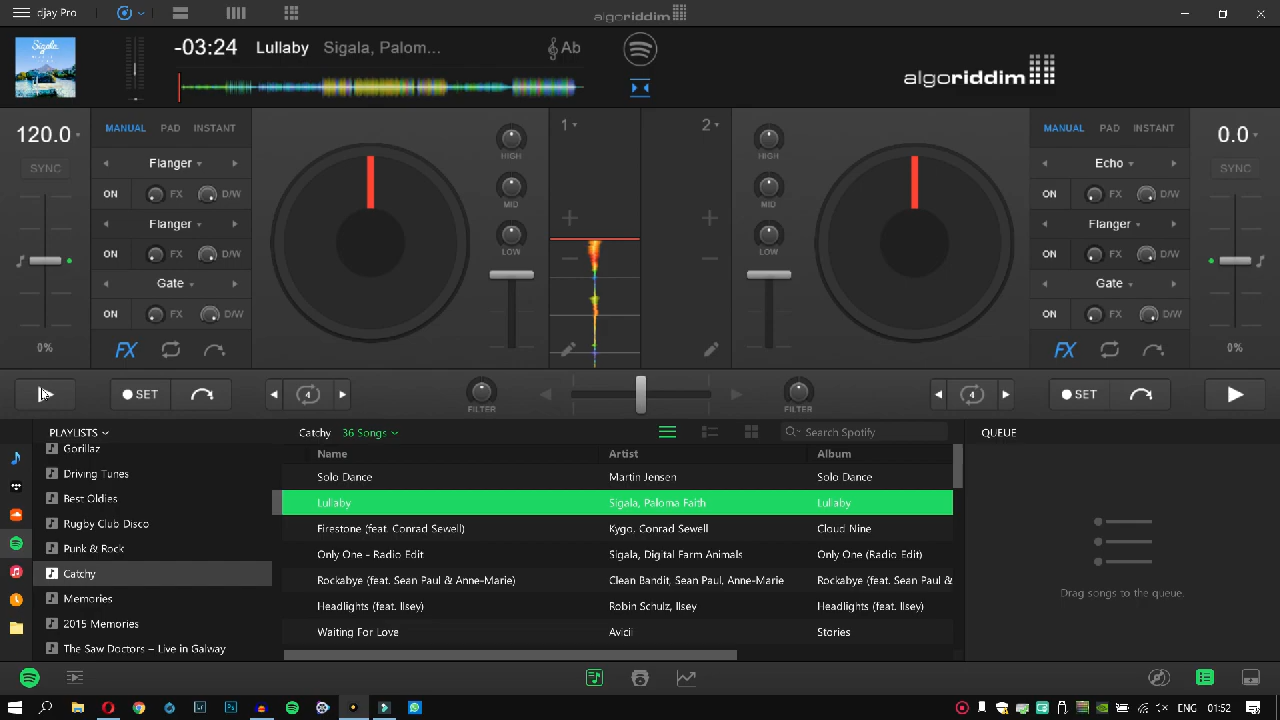 djay Pro
algoriddim
Sigala
-03:24 Lullaby Sigala, Palom... Ab
algoriddim
120.0
SYNC
0%
MANUAL PAD INSTANT
Flanger
ON FX D/W
Flanger
ON FX D/W
Gate
ON FX D/W
FX
HIGH
MID
LOW
1 2
HIGH
MID
LOW
MANUAL PAD INSTANT
Echo
ON FX D/W
Flanger
ON FX D/W
Gate
ON FX D/W
FX
0.0
SYNC
0%
SET 4 FILTER FILTER 4 SET
PLAYLISTS
Gorillaz
Driving Tunes
Best Oldies
Rugby Club Disco
Punk & Rock
Catchy
Memories
2015 Memories
The Saw Doctors – Live in Galway
Catchy 36 Songs Search Spotify
Name Artist Album
Solo Dance Martin Jensen Solo Dance
Lullaby Sigala, Paloma Faith Lullaby
Firestone (feat. Conrad Sewell) Kygo, Conrad Sewell Cloud Nine
Only One - Radio Edit Sigala, Digital Farm Animals Only One (Radio Edit)
Rockabye (feat. Sean Paul & Anne-Marie) Clean Bandit, Sean Paul, Anne-Marie Rockabye (feat. Sean Paul &
Headlights (feat. Ilsey) Robin Schulz, Ilsey Headlights (feat. Ilsey)
Waiting For Love Avicii Stories
QUEUE
Drag songs to the queue.
ENG 01:52